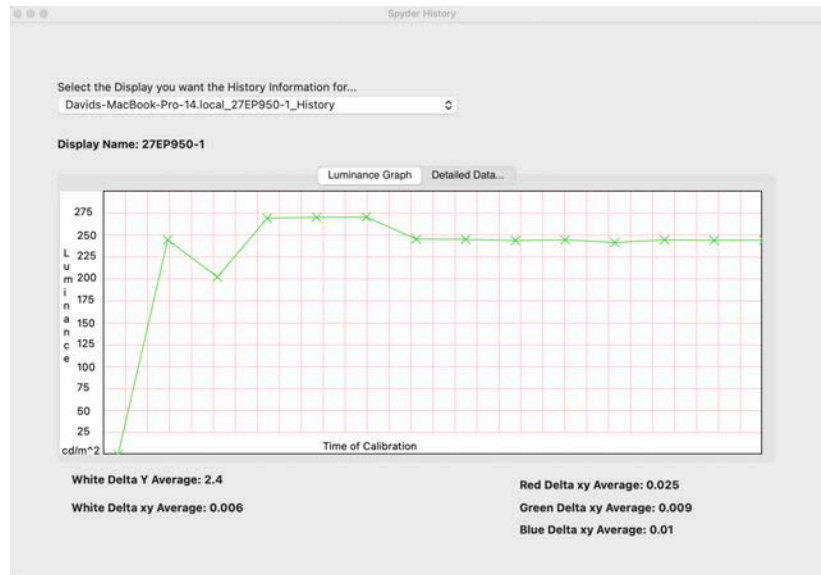 Spyder History
Select the Display you want the History Information for...
Davids-MacBook-Pro-14.local_27EP950-1_History
Display Name: 27EP950-1
Luminance Graph
Detailed Data...
Luminance
275
250
225
200
175
150
125
100
75
50
25
cd/m^2
Time of Calibration
White Delta Y Average: 2.4
White Delta xy Average: 0.006
Red Delta xy Average: 0.025
Green Delta xy Average: 0.009
Blue Delta xy Average: 0.01